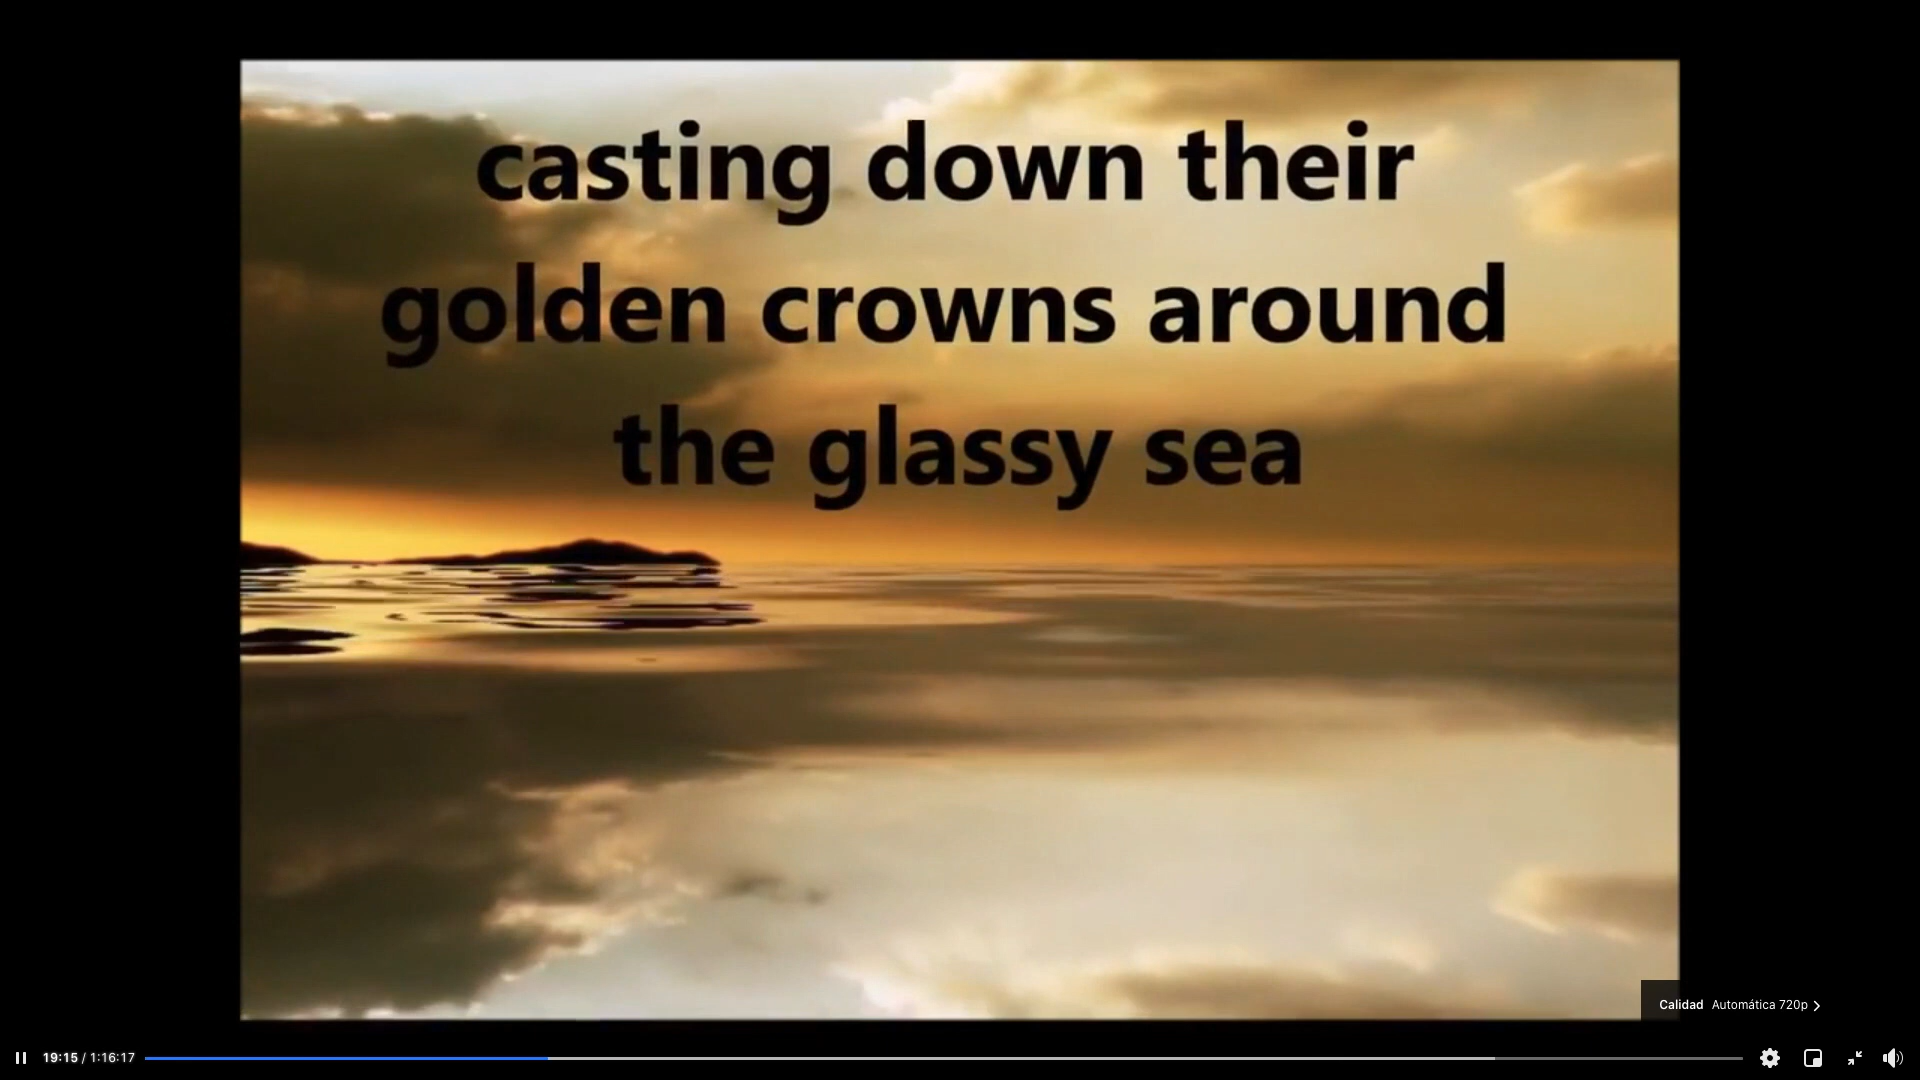 casting down their
golden crowns around
the glassy sea
Calidad Automática 720p
19:15 / 1:16:17